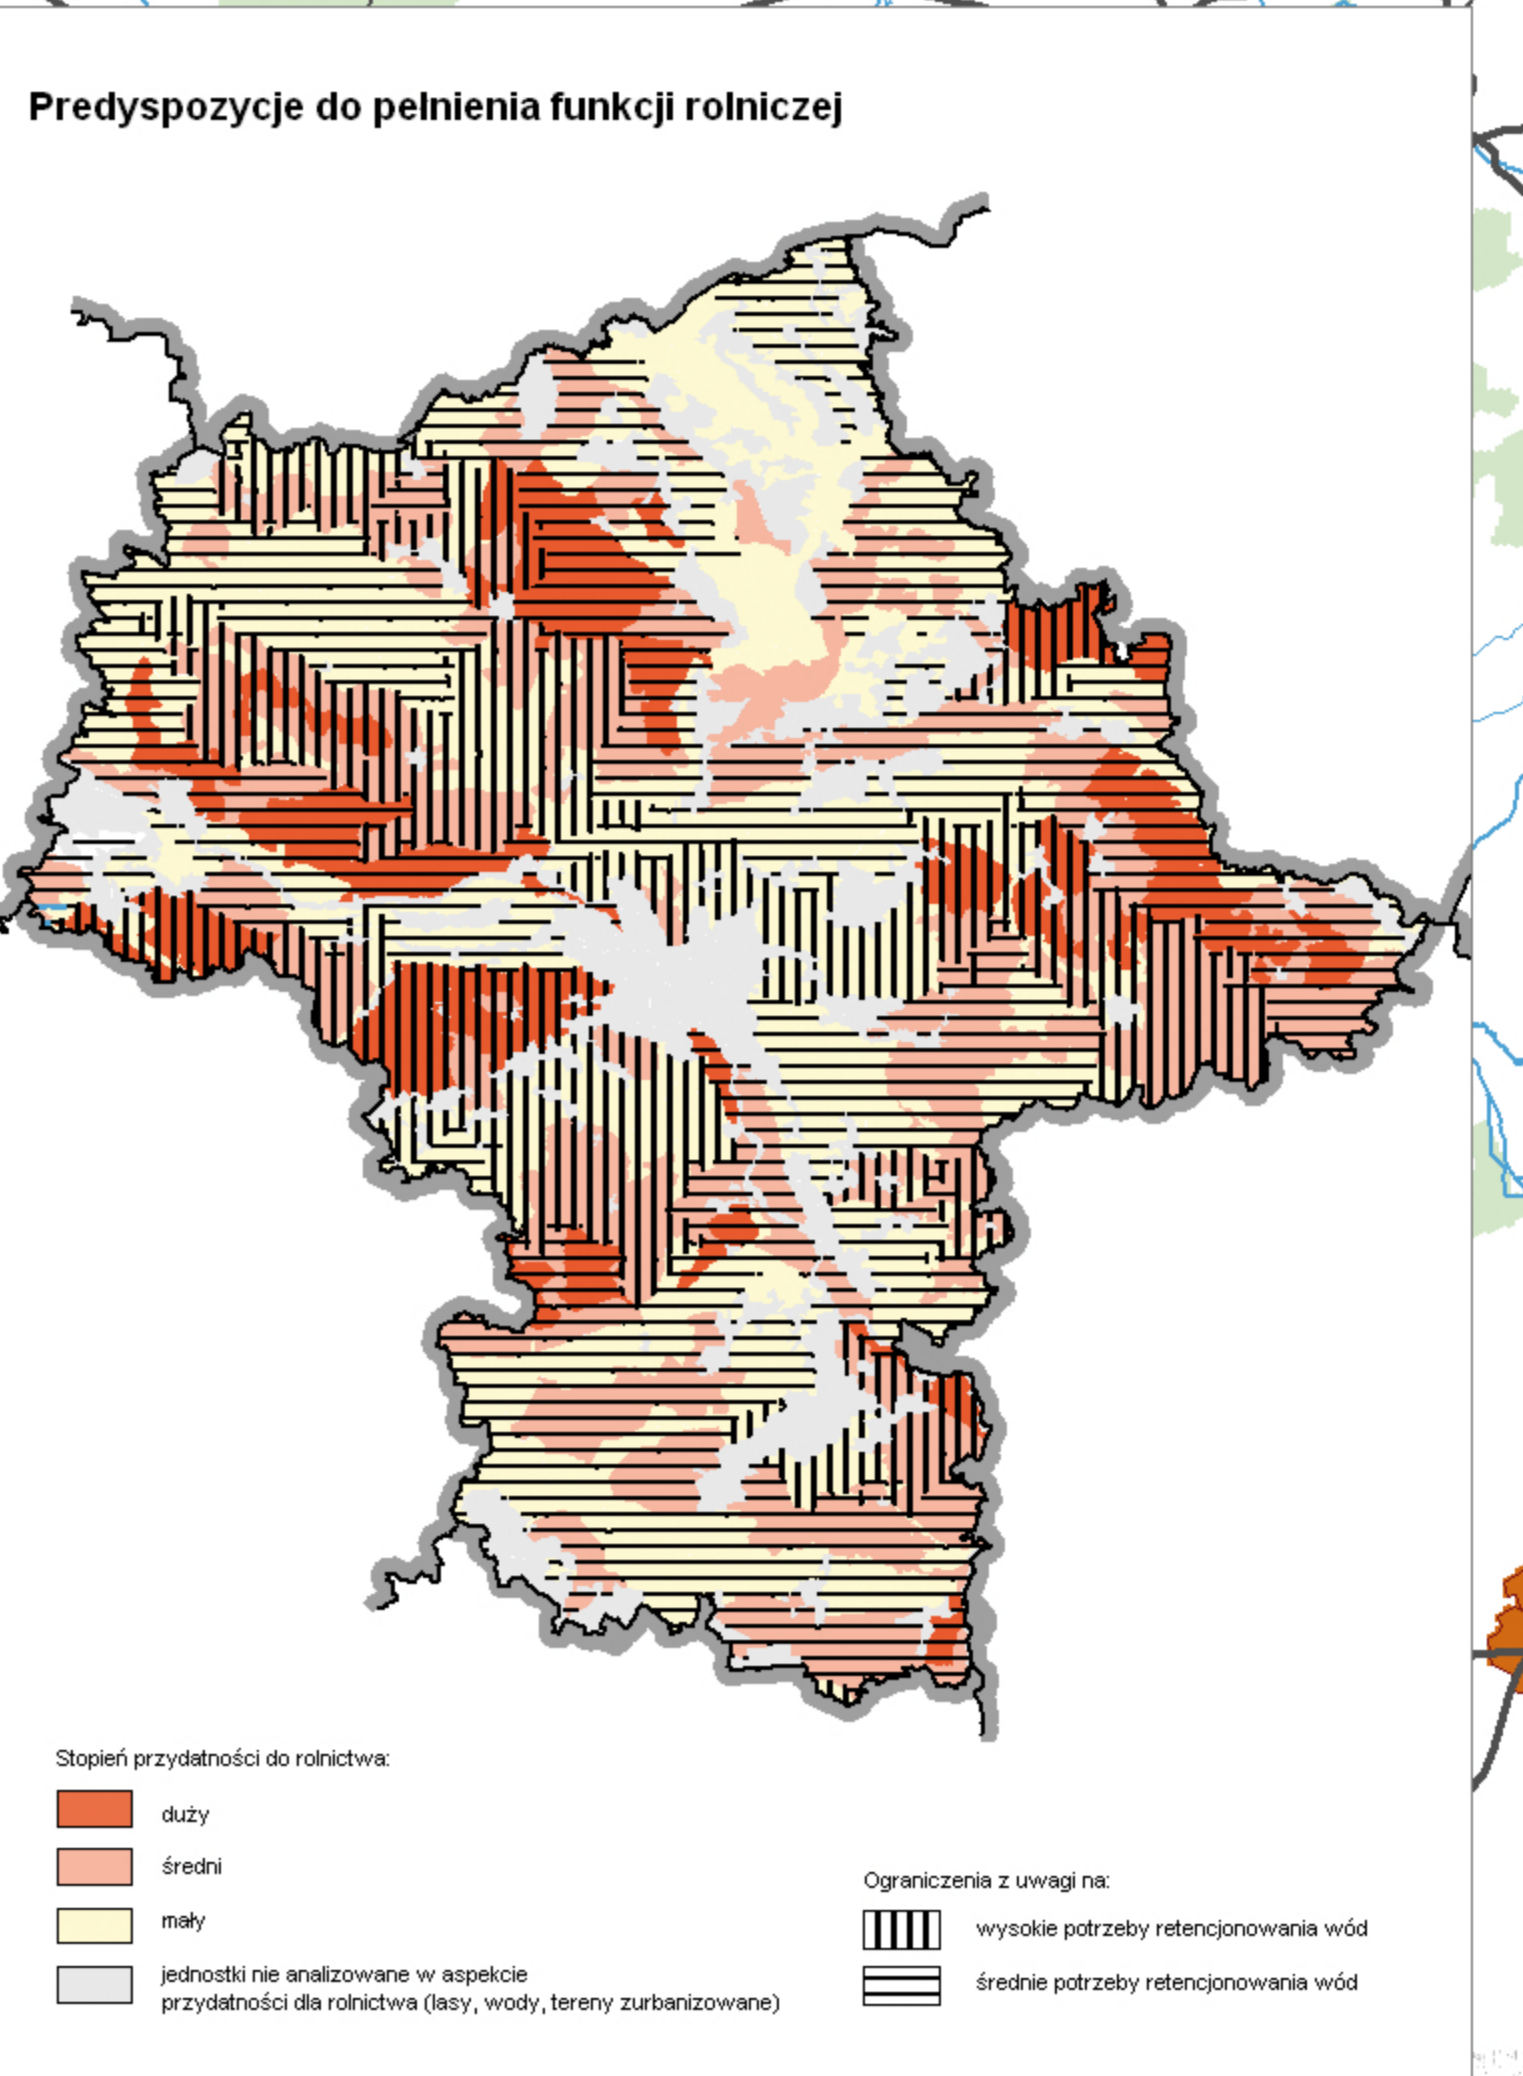 Predyspozycje do pełnienia funkcji rolniczej
Stopień przydatności do rolnictwa:
duży
średni
mały
jednostki nie analizowane w aspekcie
przydatności dla rolnictwa (lasy, wody, tereny zurbanizowane)
Ograniczenia z uwagi na:
wysokie potrzeby retencjonowania wód
średnie potrzeby retencjonowania wód